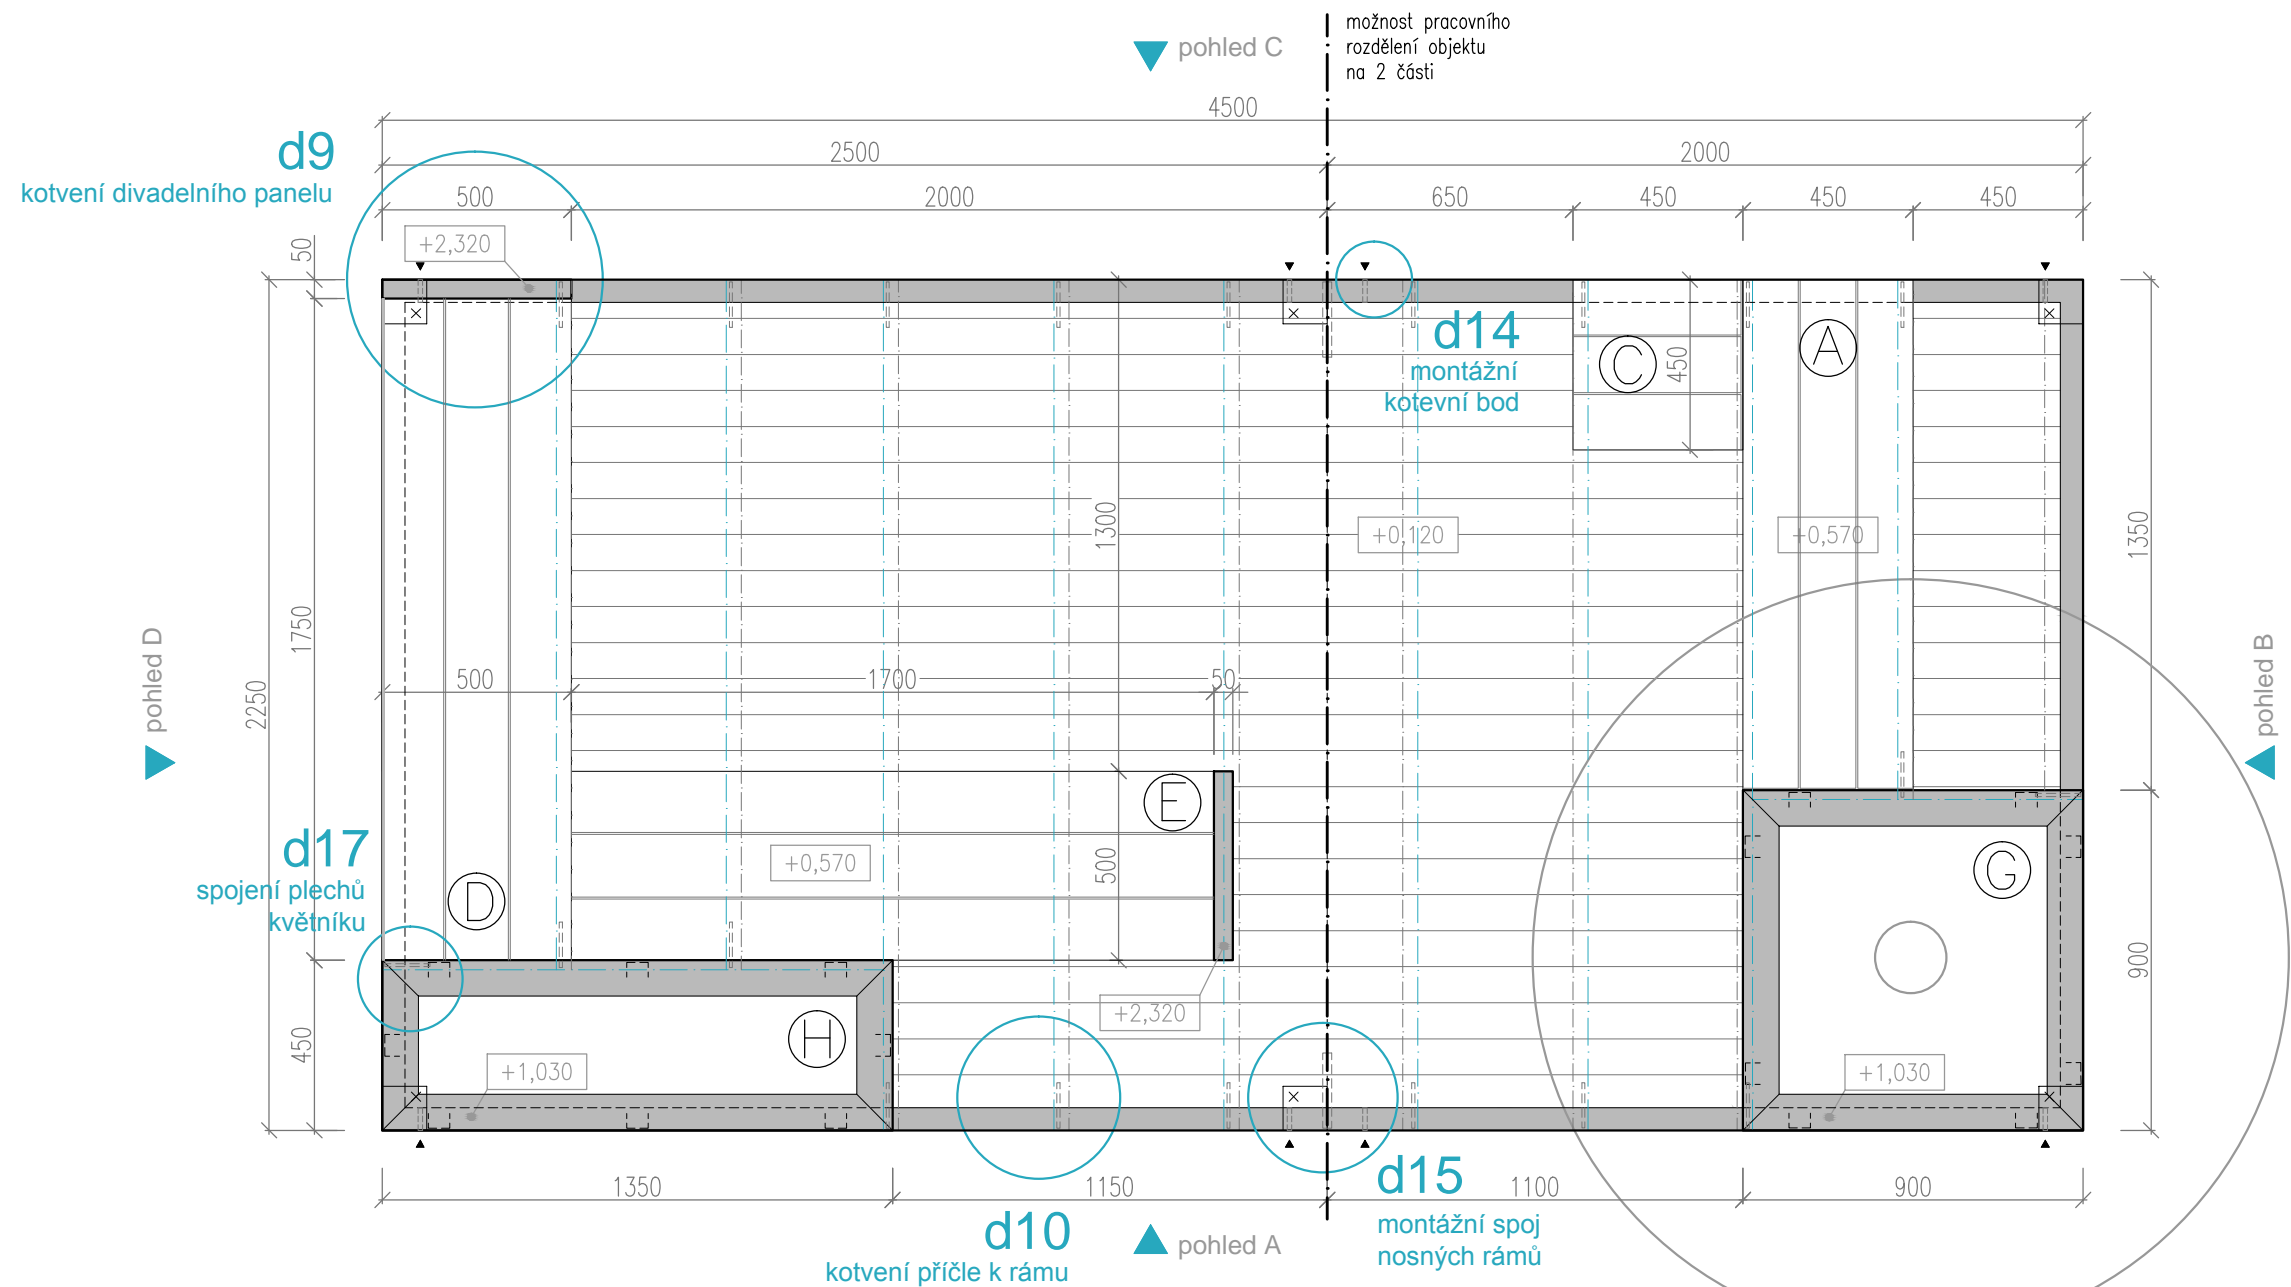 možnost pracovního
rozdělení objektu
na 2 části
pohled C
4500
d9
kotvení divadelního panelu
2500
2000
500
2000
650
450
450
450
50
+2,320
d14
montážní
kotevní bod
C
450
A
1300
+0,120
+0,570
1350
1750
2250
pohled D
pohled B
500
1700
50
E
d17
spojení plechů
květníku
D
+0,570
500
G
900
+2,320
H
450
+1,030
+1,030
1350
1150
d15
1100
900
montážní spoj
nosných rámů
d10
kotvení příčle k rámu
pohled A